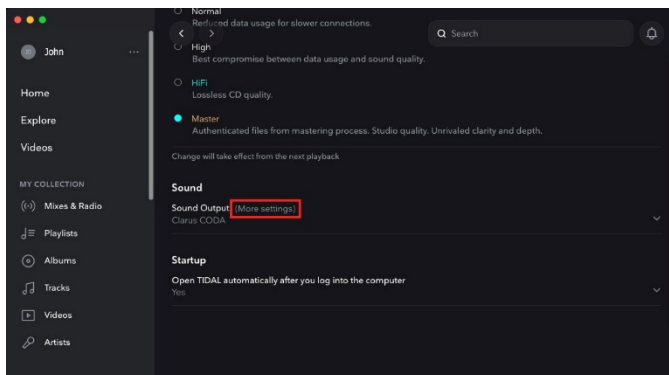 John
...
Home
Explore
Videos
MY COLLECTION
Mixes & Radio
Playlists
Albums
Tracks
Videos
Artists
Search
Normal
Reduced data usage for slower connections.
High
Best compromise between data usage and sound quality.
HiFi
Lossless CD quality.
Master
Authenticated files from mastering process. Studio quality. Unrivaled clarity and depth.
Change will take effect from the next playback
Sound
Sound Output (More settings)
Clarus CODA
Startup
Open TIDAL automatically after you log into the computer
Yes